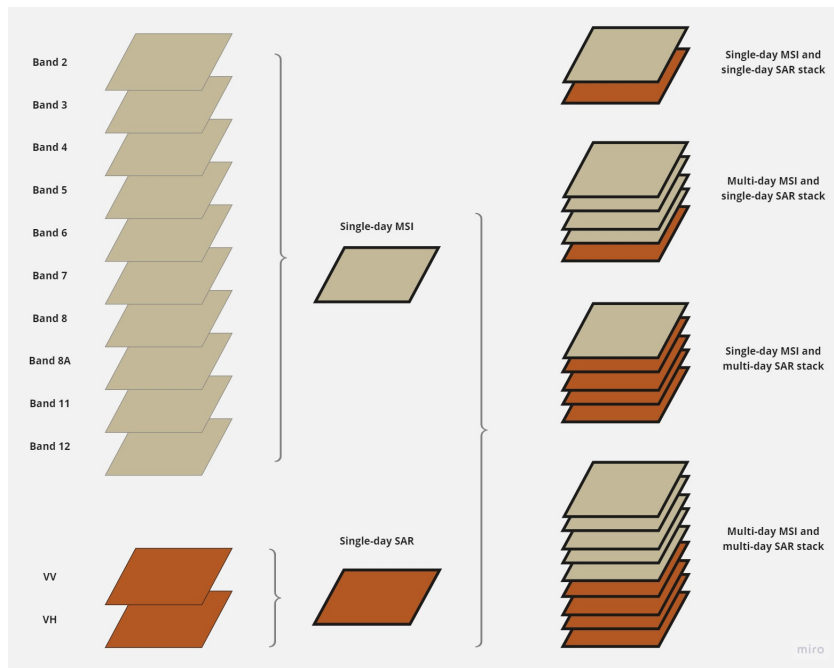 Band 2
Band 3
Band 4
Band 5
Band 6
Band 7
Band 8
Band 8A
Band 11
Band 12
VV
VH
Single-day MSI
Single-day SAR
Single-day MSI and
single-day SAR stack
Multi-day MSI and
single-day SAR stack
Single-day MSI and
multi-day SAR stack
Multi-day MSI and
multi-day SAR stack
miro